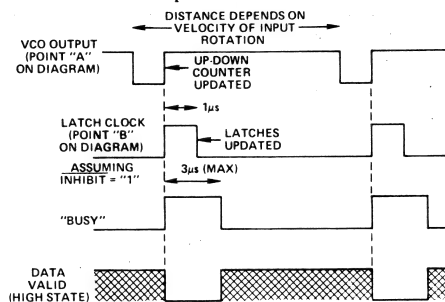 DISTANCE DEPENDS ON
VELOCITY OF INPUT
ROTATION
VCO OUTPUT
(POINT "A"
ON DIAGRAM)
UP-DOWN
COUNTER
UPDATED
1μs
LATCH CLOCK
(POINT "B"
ON DIAGRAM)
LATCHES
UPDATED
ASSUMING
INHIBIT = "1"
3μs (MAX)
"BUSY"
DATA
VALID
(HIGH STATE)